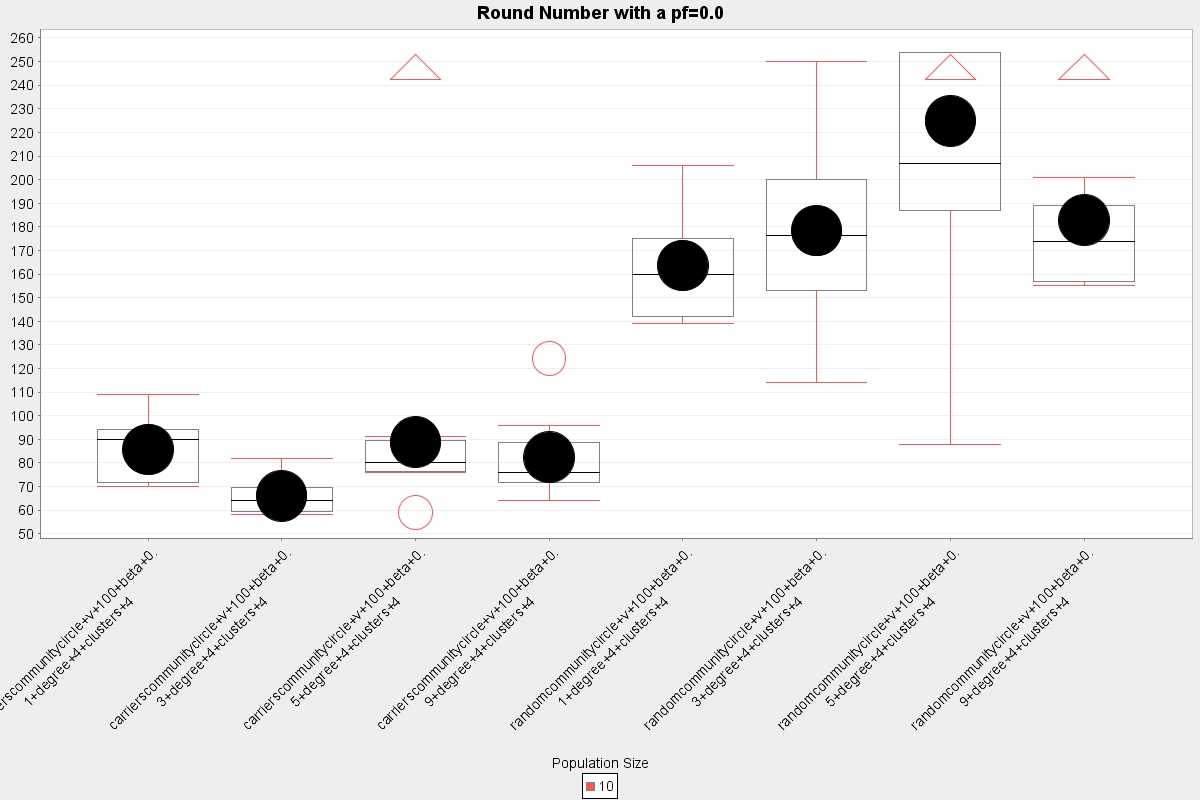 Round Number with a pf=0.0
260
250
240
230
220
210
200
190
180
170
160
150
140
130
120
110
100
90
80
70
60
50
erscommunitycircle+v+100+beta+0.
1+degree+4+clusters+4
carrierscommunitycircle+v+100+beta+0.
3+degree+4+clusters+4
carrierscommunitycircle+v+100+beta+0.
5+degree+4+clusters+4
carrierscommunitycircle+v+100+beta+0.
9+degree+4+clusters+4
randomcommunitycircle+v+100+beta+0.
1+degree+4+clusters+4
randomcommunitycircle+v+100+beta+0.
3+degree+4+clusters+4
randomcommunitycircle+v+100+beta+0.
5+degree+4+clusters+4
randomcommunitycircle+v+100+beta+0.
9+degree+4+clusters+4
Population Size
10